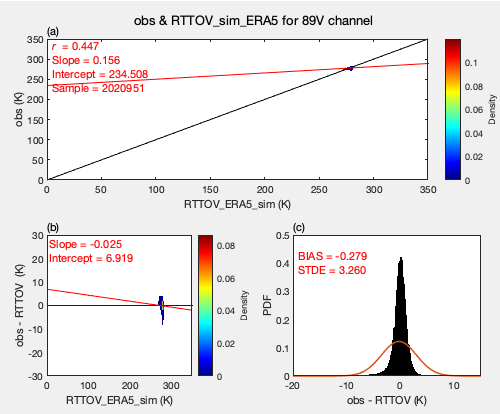 obs & RTTOV_sim_ERA5 for 89V channel
(a)
350
300
250
200
150
100
50
0
obs (K)
r = 0.447
Slope = 0.156
Intercept = 234.508
Sample = 2020951
0 50 100 150 200 250 300 350
RTTOV_ERA5_sim (K)
0.1
0.08
0.06
0.04
0.02
0
Density
(b)
30
20
10
0
-10
-20
-30
obs - RTTOV (K)
Slope = -0.025
Intercept = 6.919
0 100 200 300
RTTOV_ERA5_sim (K)
0.08
0.06
0.04
0.02
0
Density
(c)
0.5
0.4
0.3
0.2
0.1
0
PDF
BIAS = -0.279
STDE = 3.260
-20 -10 0 10
obs - RTTOV (K)